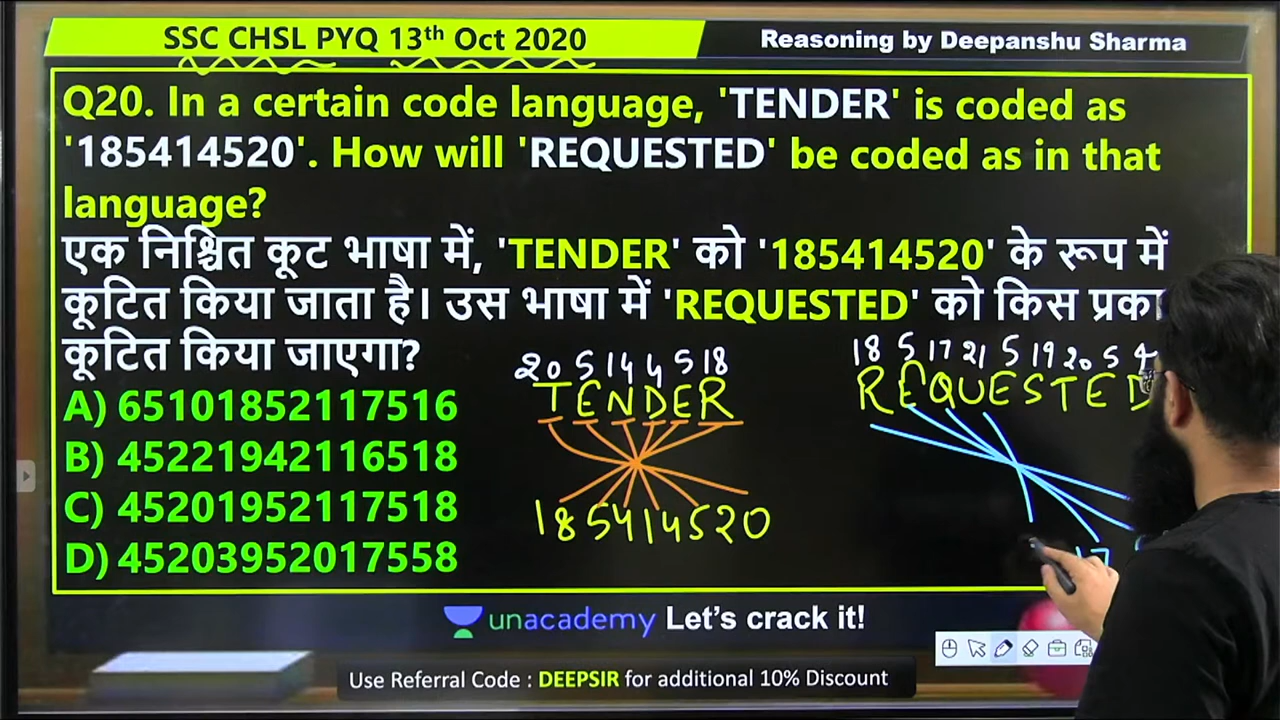 SSC CHSL PYQ 13th Oct 2020
Reasoning by Deepanshu Sharma
Q20. In a certain code language, 'TENDER' is coded as
'185414520'. How will 'REQUESTED' be coded as in that
language?
एक निश्चित कूट भाषा में, 'TENDER' को '185414520' के रूप में
कूटित किया जाता है। उस भाषा में 'REQUESTED' को किस प्रका
कूटित किया जाएगा?
20 5 14 4 5 18
TENDER
185414520
18 5 17 21 5 19 20 5 4
REQUESTED
17
A) 65101852117516
B) 45221942116518
C) 45201952117518
D) 45203952017558
unacademy Let's crack it!
Use Referral Code : DEEPSIR for additional 10% Discount